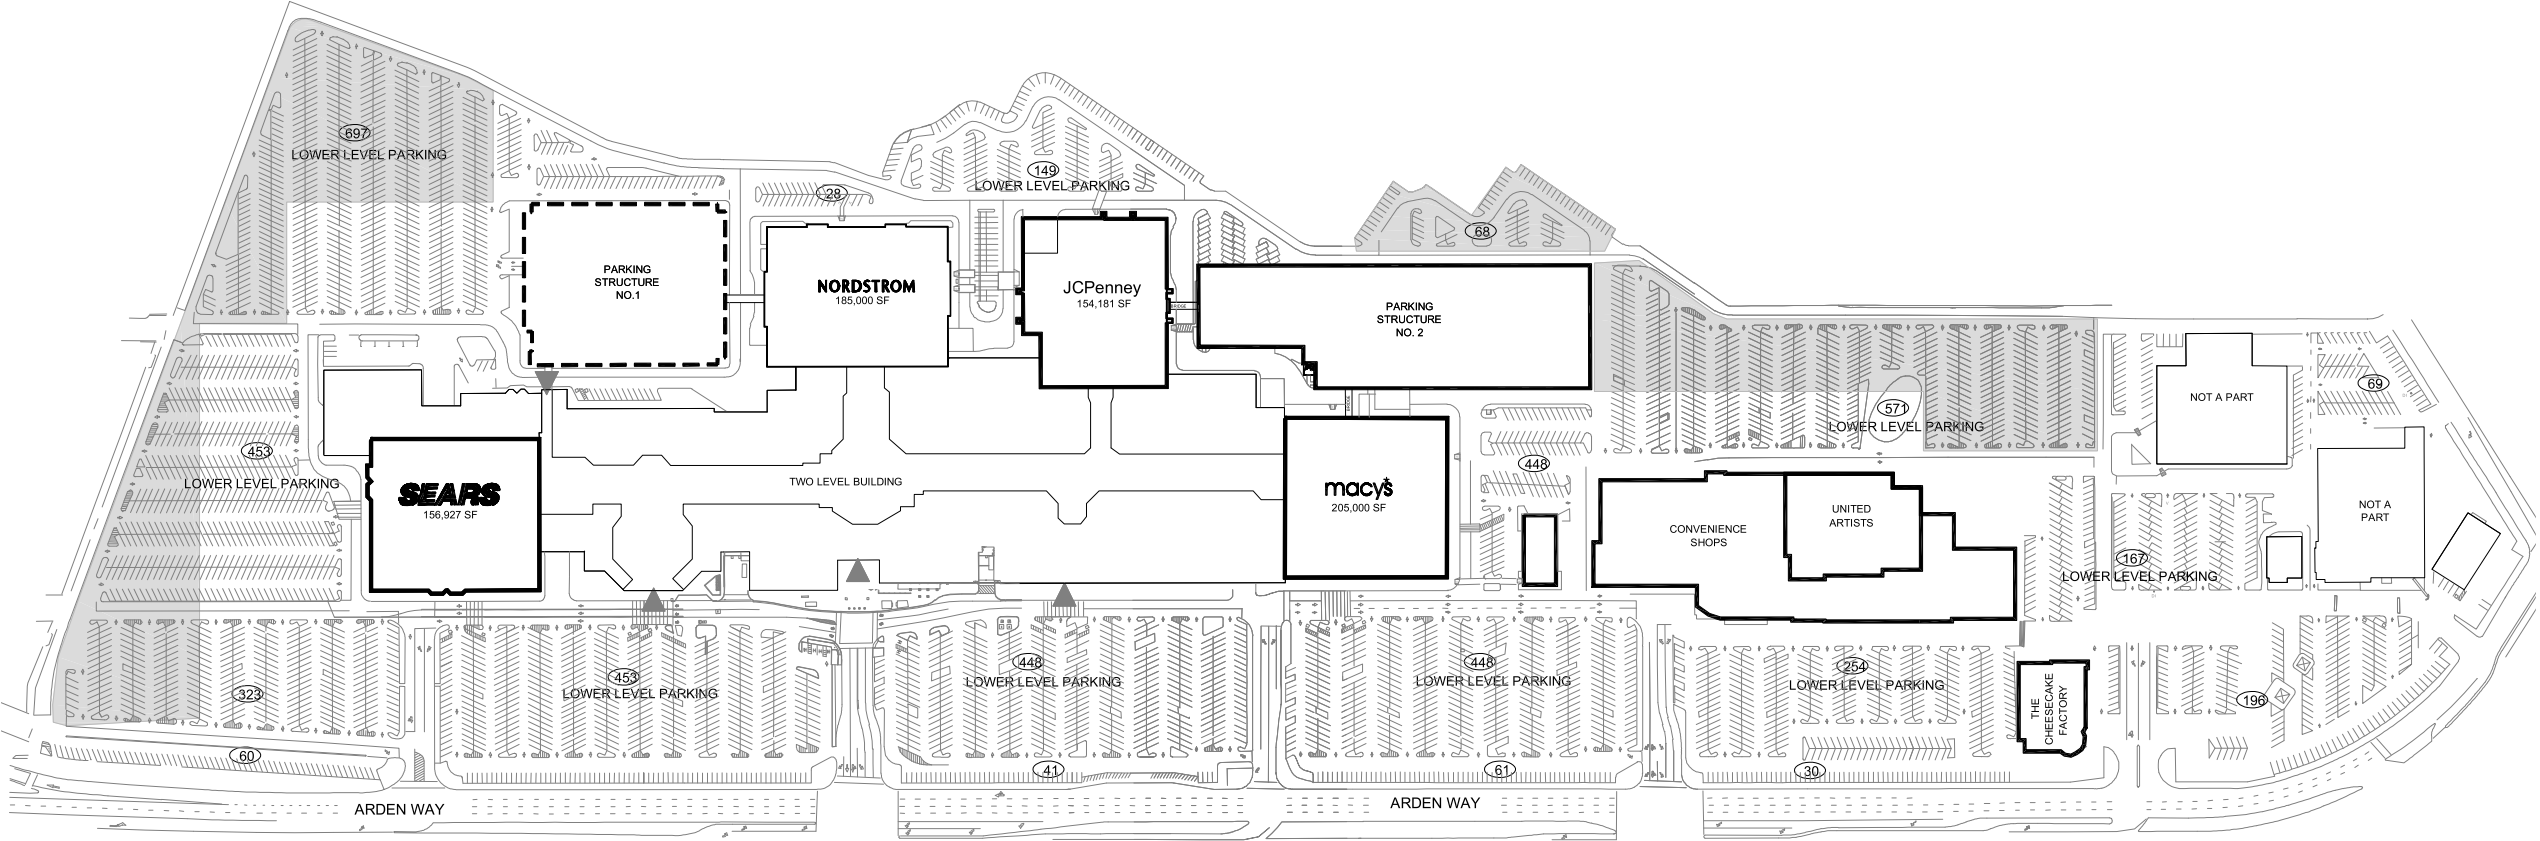 697
LOWER LEVEL PARKING
149
LOWER LEVEL PARKING
28
68
PARKING
STRUCTURE
NO.1
NORDSTROM
185,000 SF
JCPenney
154,181 SF
BRIDGE
PARKING
STRUCTURE
NO. 2
BRIDGE
571
LOWER LEVEL PARKING
NOT A PART
69
453
LOWER LEVEL PARKING
SEARS
156,927 SF
TWO LEVEL BUILDING
macy's
205,000 SF
448
CONVENIENCE
SHOPS
UNITED
ARTISTS
NOT A
PART
167
LOWER LEVEL PARKING
323
453
LOWER LEVEL PARKING
448
LOWER LEVEL PARKING
448
LOWER LEVEL PARKING
254
LOWER LEVEL PARKING
THE
CHEESECAKE
FACTORY
196
60
41
61
30
ARDEN WAY
ARDEN WAY